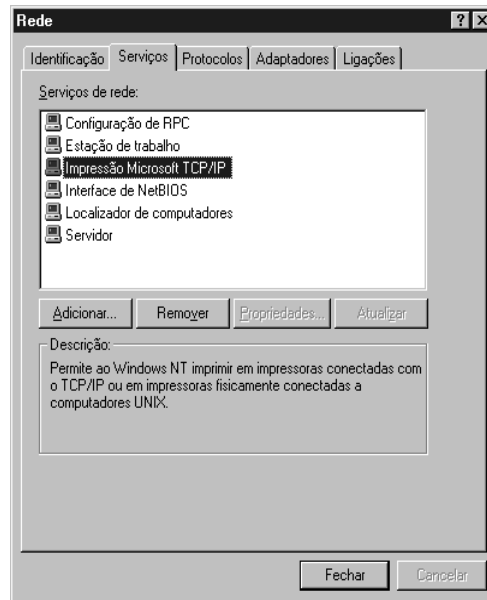 Rede
Identificação Serviços Protocolos Adaptadores Ligações
Serviços de rede:
Configuração de RPC
Estação de trabalho
Impressão Microsoft TCP/IP
Interface de NetBIOS
Localizador de computadores
Servidor
Adicionar... Remover Propriedades... Atualizar
Descrição:
Permite ao Windows NT imprimir em impressoras conectadas com
o TCP/IP ou em impressoras fisicamente conectadas a
computadores UNIX.
Fechar Cancelar